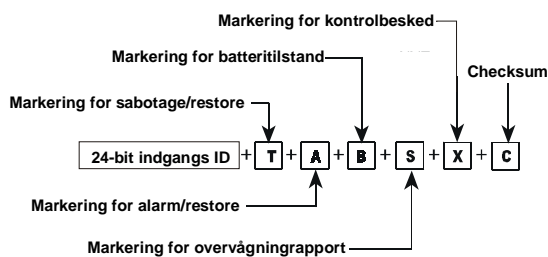 Markering for kontrolbesked
Markering for batteritilstand
Checksum
Markering for sabotage/restore
24-bit indgangs ID + T + A + B + S + X + C
Markering for alarm/restore
Markering for overvågningrapport